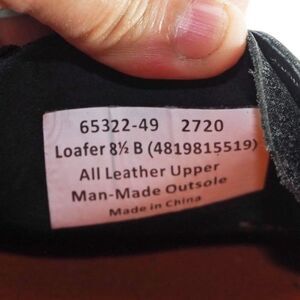 65322-49 2720
Loafer 8½ B (4819815519)
All Leather Upper
Man-Made Outsole
Made in China